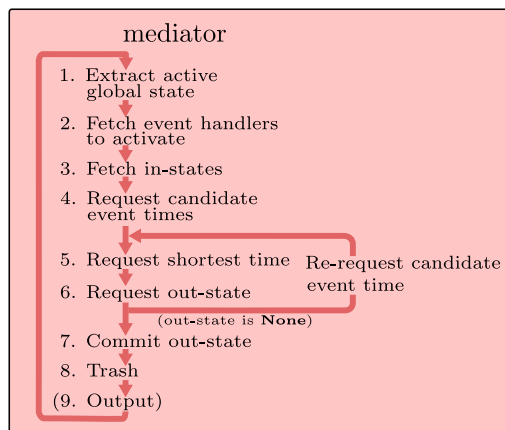 mediator
1. Extract active
global state
2. Fetch event handlers
to activate
3. Fetch in-states
4. Request candidate
event times
5. Request shortest time
6. Request out-state
Re-request candidate
event time
(out-state is None)
7. Commit out-state
8. Trash
(9. Output)